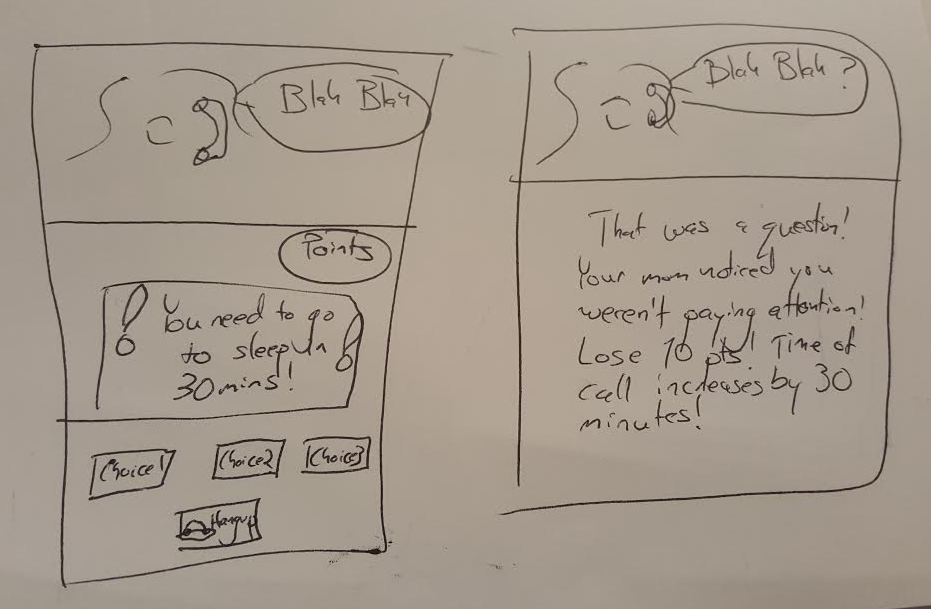 Blah Blah
Points
You need to go
to sleep in
30 mins!
Choice1
Choice2
Choice3
Hangup
Blah Blah?
That was a question!
Your mom noticed you
weren't paying attention!
Lose 10 pts! Time of
call increases by 30
minutes!